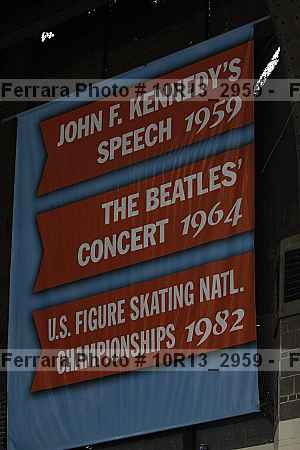 Ferrara Photo # 10R13_2959 -
JOHN F. KENNEDY'S
SPEECH 1959
THE BEATLES'
CONCERT 1964
U.S. FIGURE SKATING NATL.
CHAMPIONSHIPS 1982
Ferrara Photo # 10R13_2959 -